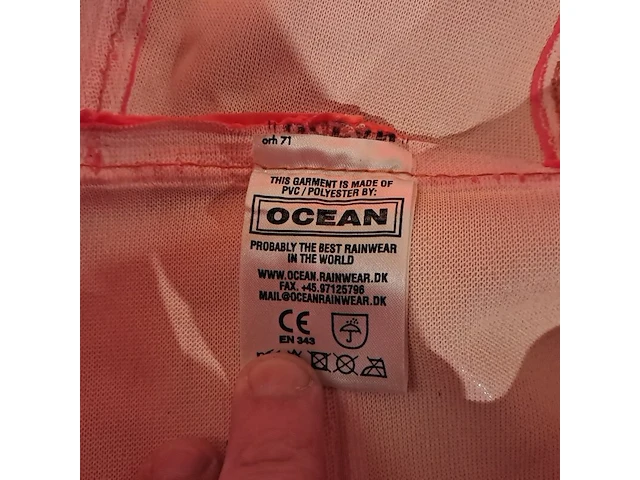 orh 71
THIS GARMENT IS MADE OF
PVC / POLYESTER BY:
OCEAN
PROBABLY THE BEST RAINWEAR
IN THE WORLD
WWW.OCEAN.RAINWEAR.DK
FAX. +45.97125796
MAIL@OCEANRAINWEAR.DK
CE
EN 343